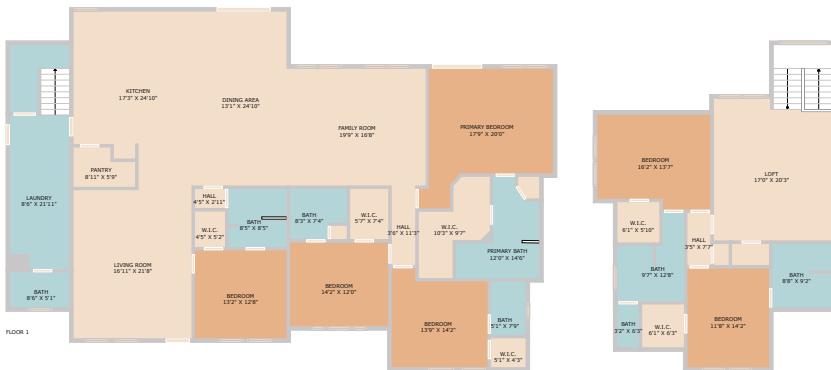 KITCHEN
17'3" X 24'10"
DINING AREA
13'1" X 24'10"
FAMILY ROOM
19'9" X 16'8"
PRIMARY BEDROOM
17'9" X 20'0"
PANTRY
8'11" X 5'9"
LAUNDRY
8'6" X 21'11"
HALL
4'5" X 2'11"
W.I.C.
4'5" X 5'2"
BATH
8'5" X 8'5"
BATH
8'3" X 7'4"
W.I.C.
5'7" X 7'4"
HALL
3'6" X 11'3"
W.I.C.
10'3" X 9'7"
PRIMARY BATH
12'0" X 14'6"
LIVING ROOM
16'11" X 21'8"
BATH
8'6" X 5'1"
BEDROOM
13'2" X 12'8"
BEDROOM
14'2" X 12'0"
BEDROOM
13'9" X 14'2"
BATH
5'1" X 7'9"
W.I.C.
5'1" X 4'3"
FLOOR 1
BEDROOM
16'2" X 13'7"
LOFT
17'0" X 20'3"
W.I.C.
6'1" X 5'10"
HALL
3'5" X 7'7"
BATH
9'7" X 12'8"
BATH
8'8" X 9'2"
BATH
3'2" X 6'3"
W.I.C.
6'1" X 6'3"
BEDROOM
11'8" X 14'2"